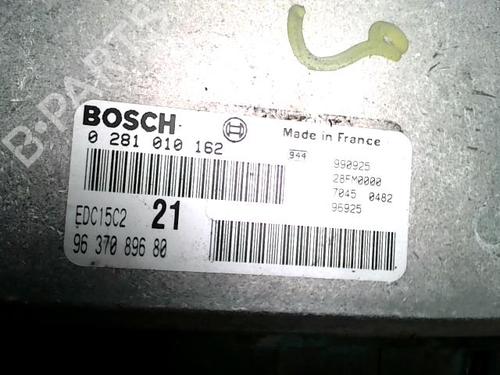 B-PARTS
BOSCH
0 281 010 162
Made in France
944
990925
28FM0000
7045 0482
96925
EDC15C2 21
96 370 896 80